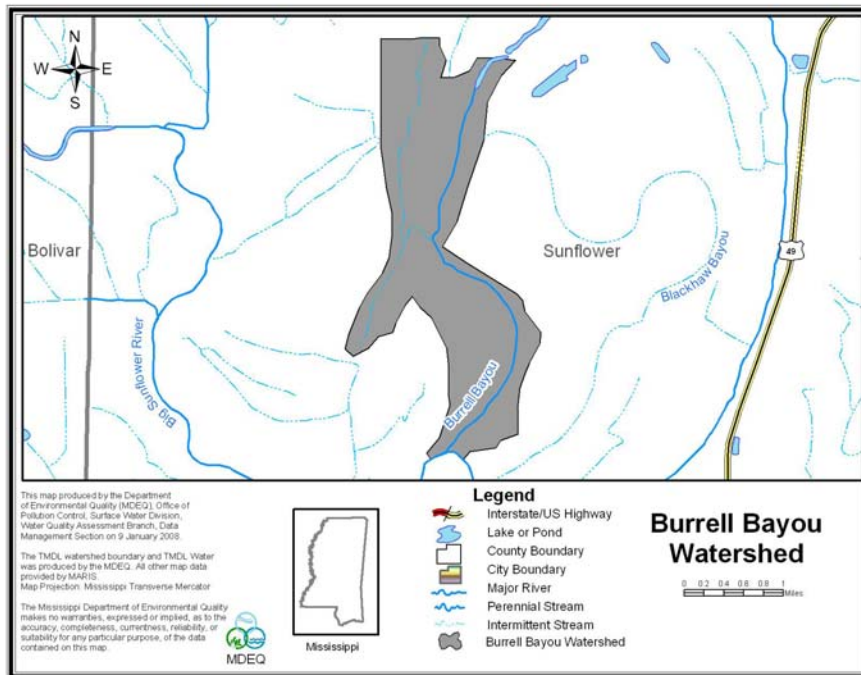 N
W E
S
Bolivar
Sunflower
49
Blackhaw Bayou
Big Sunflower River
Burrell Bayou
This map produced by the Department
of Environmental Quality (MDEQ), Office of
Pollution Control, Surface Water Division,
Water Quality Assessment Branch, Data
Management Section on 9 January 2008.
The TMDL watershed boundary and TMDL Water
was produced by the MDEQ. All other map data
provided by MARIS.
Map Projection: Mississippi Transverse Mercator
The Mississippi Department of Environmental Quality
makes no warranties, expressed or implied, as to the
accuracy, completeness, currentness, reliability, or
suitability for any particular purpose, of the data
contained on this map.
MDEQ
Mississippi
Legend
Interstate/US Highway
Lake or Pond
County Boundary
City Boundary
Major River
Perennial Stream
Intermittent Stream
Burrell Bayou Watershed
Burrell Bayou
Watershed
0 0.2 0.4 0.6 0.8 1
Miles